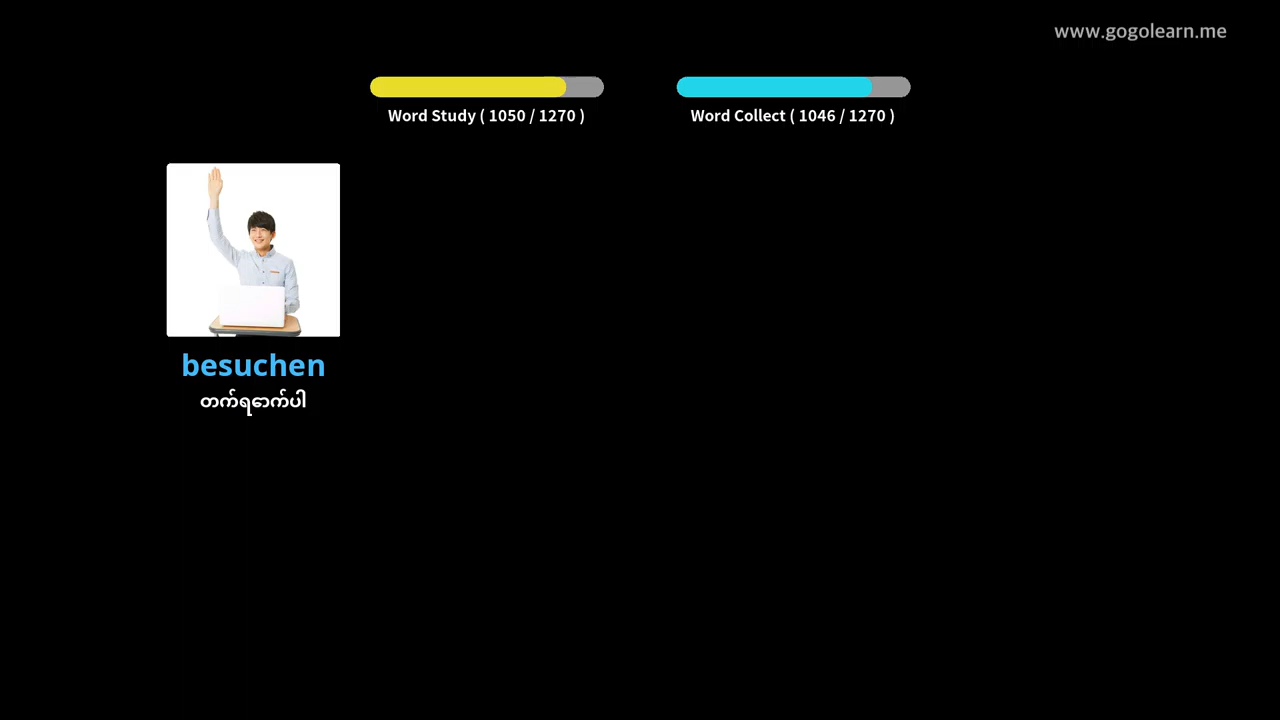 www.gogolearn.me
Word Study ( 1050 / 1270 )
Word Collect ( 1046 / 1270 )
besuchen
တက်ရောက်ပါ